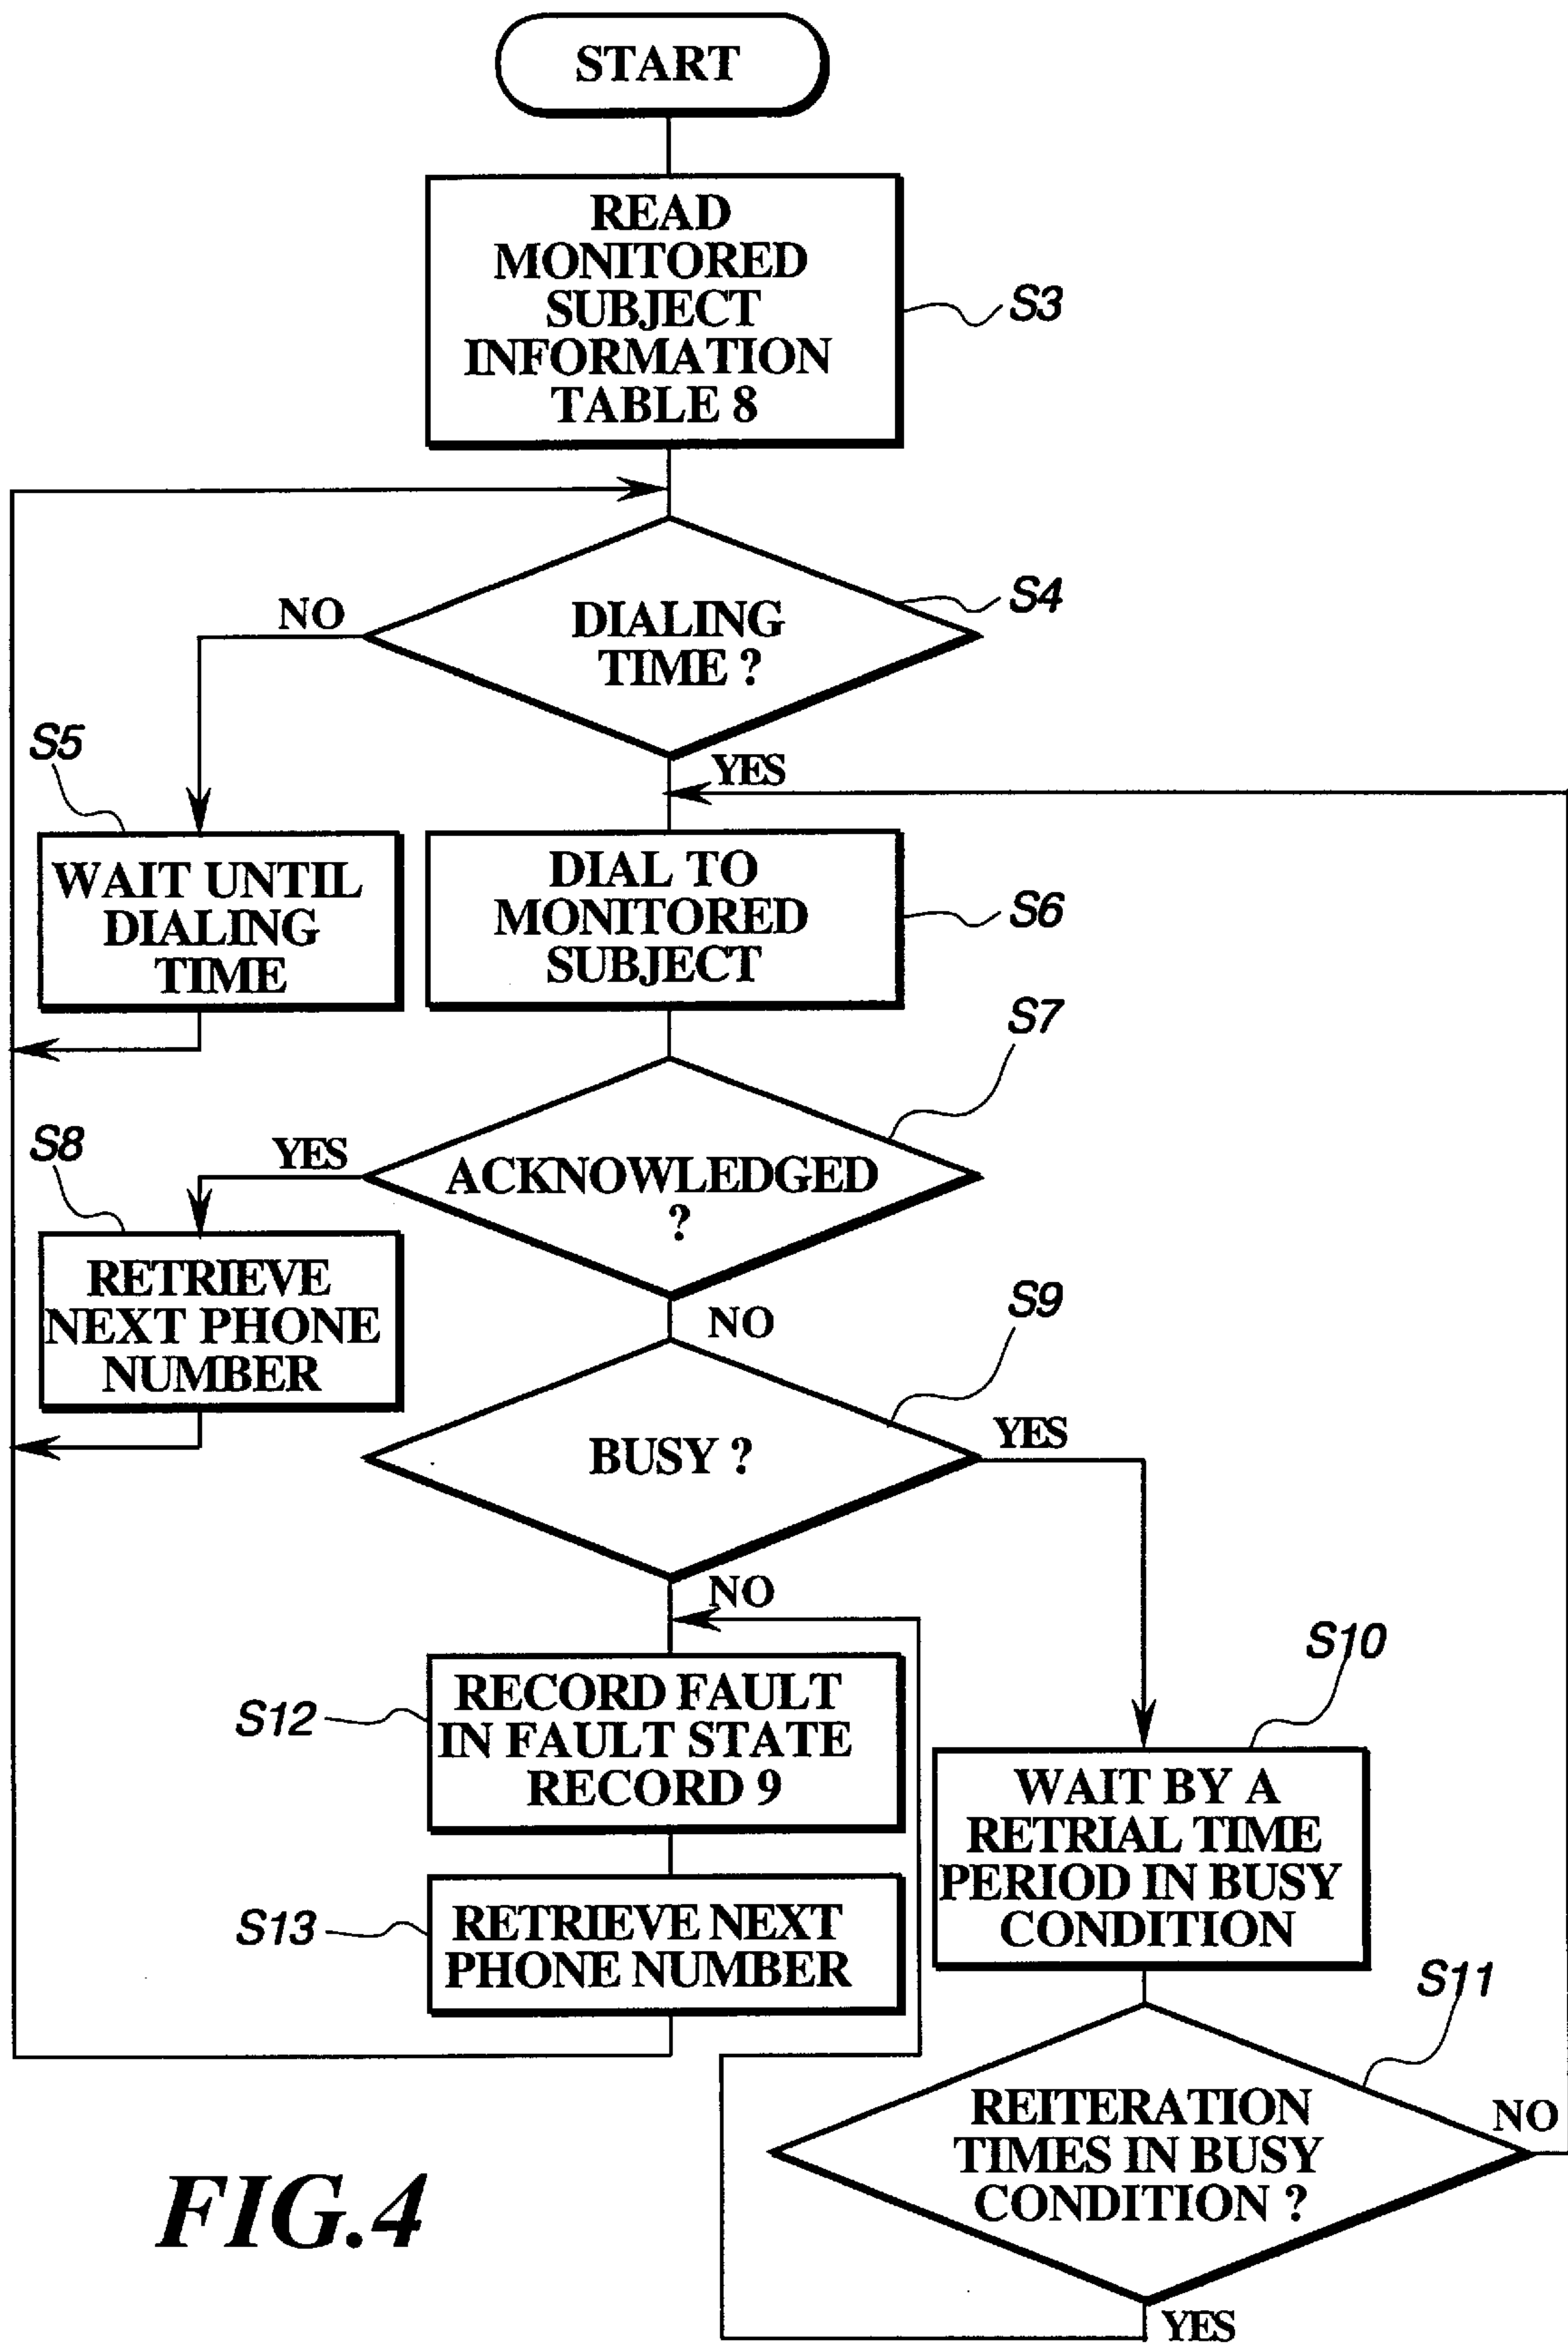 START
READ
MONITORED
SUBJECT
INFORMATION
TABLE 8
S3
S4
NO
DIALING
TIME ?
S5
YES
WAIT UNTIL
DIALING
TIME
DIAL TO
MONITORED
SUBJECT
S6
S7
S8
YES
ACKNOWLEDGED
?
RETRIEVE
NEXT PHONE
NUMBER
NO
S9
BUSY ?
YES
NO
S10
S12
RECORD FAULT
IN FAULT STATE
RECORD 9
WAIT BY A
RETRIAL TIME
PERIOD IN BUSY
CONDITION
S13
RETRIEVE NEXT
PHONE NUMBER
S11
REITERATION
TIMES IN BUSY
CONDITION ?
NO
YES
FIG.4